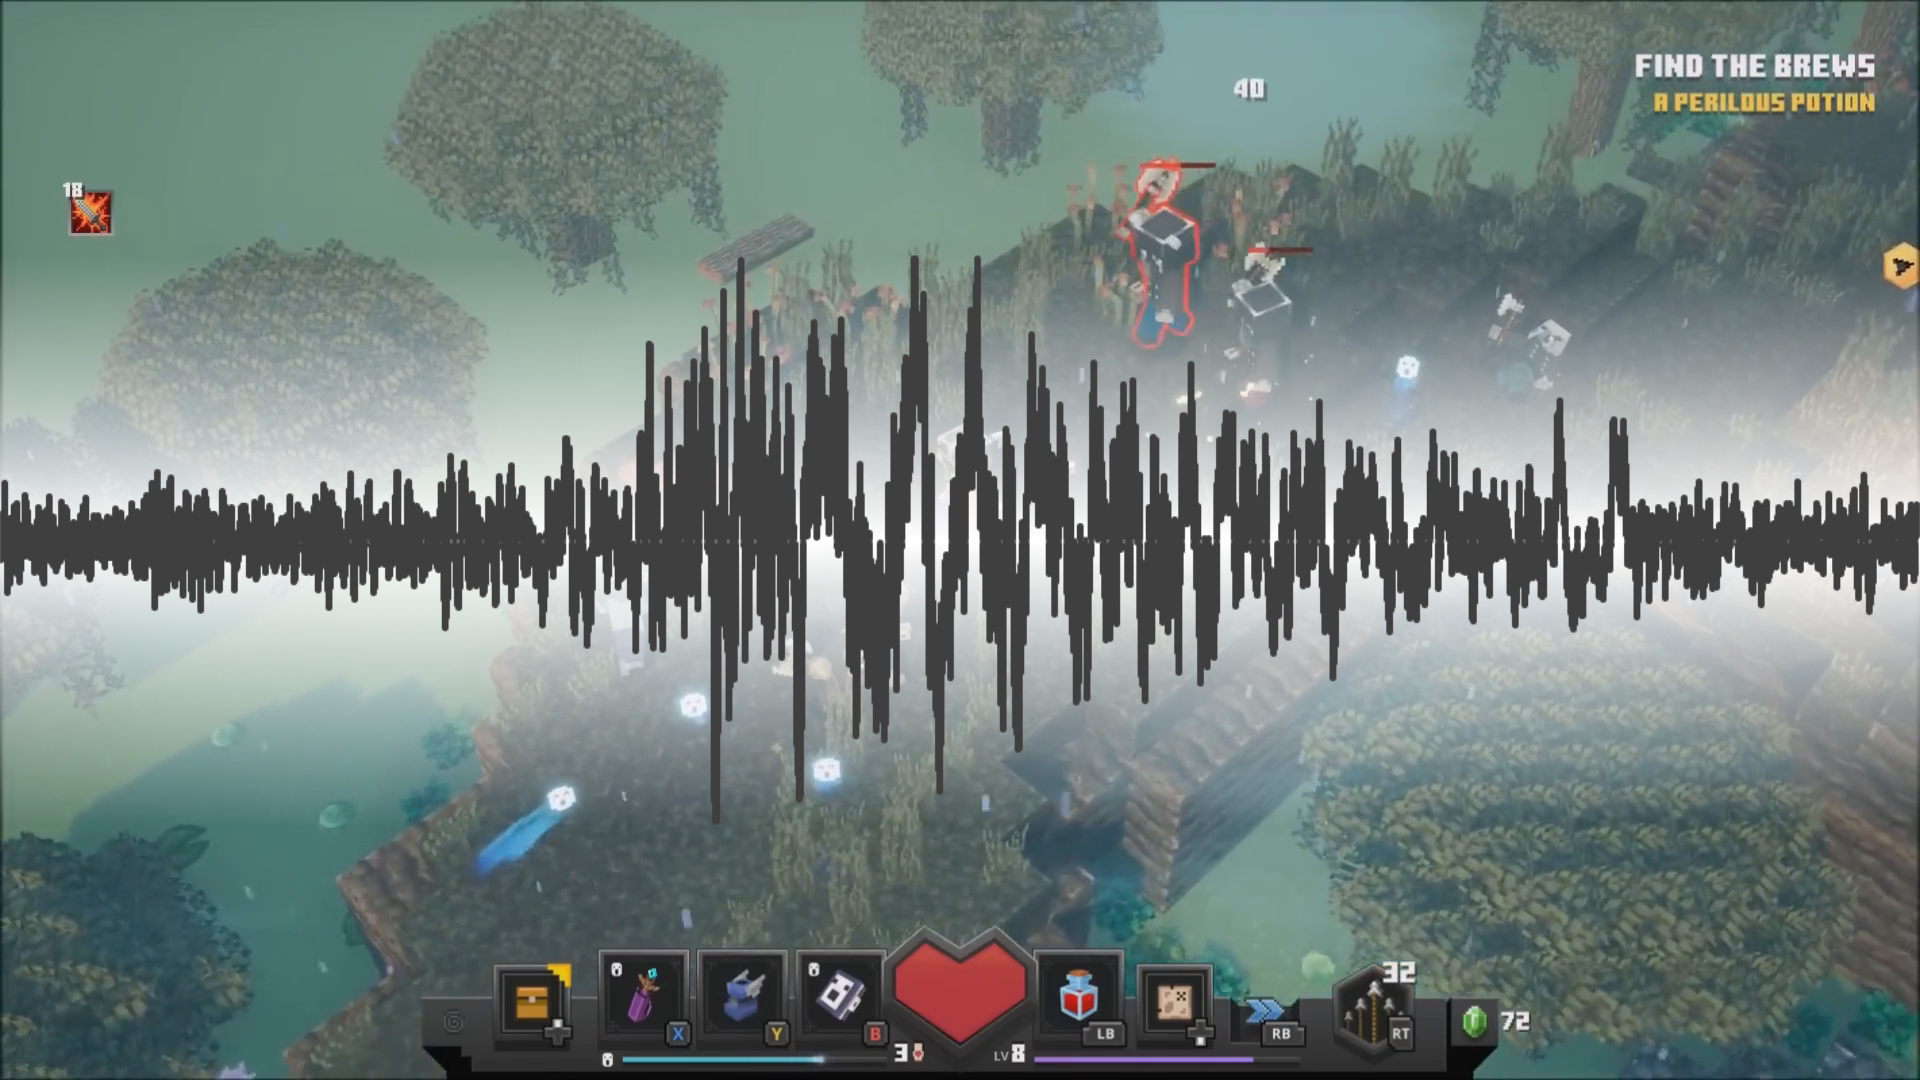 FIND THE BREWS
A PERILOUS POTION
40
18
X
Y
B
3
LV 8
LB
RB
32
RT
72